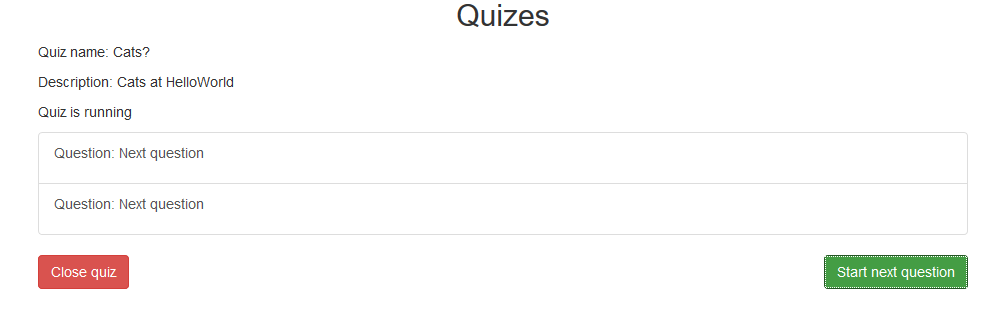 Quizes
Quiz name: Cats?
Description: Cats at HelloWorld
Quiz is running
Question: Next question
Question: Next question
Close quiz
Start next question